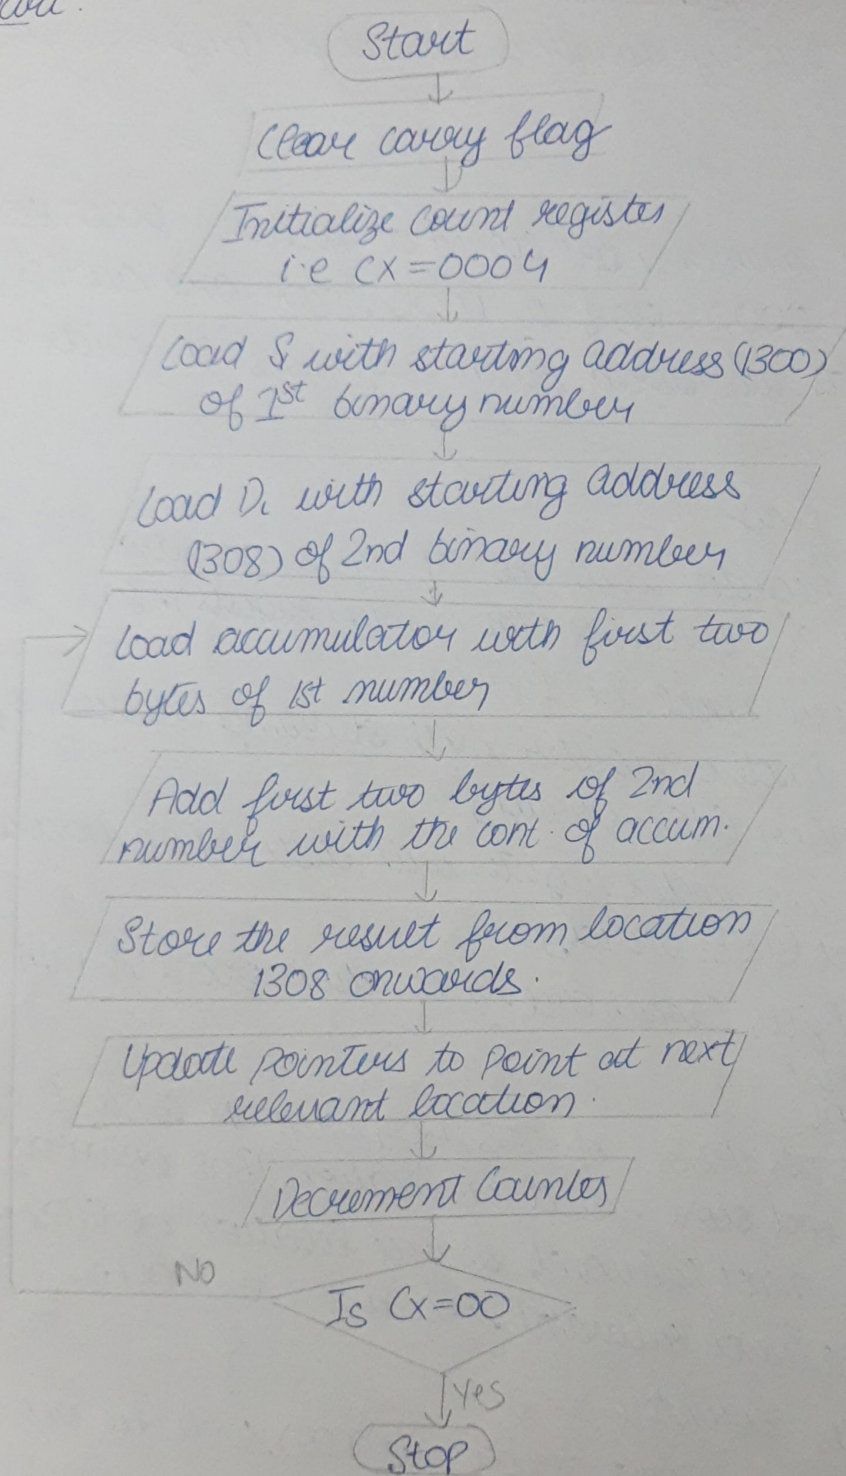 Start
Clear carry flag
Initialize count register
i.e CX=0004
Load Si with starting address (1300)
of 1st binary number
Load Di with starting address
(1308) of 2nd binary number
Load accumulator with first two
bytes of 1st number
Add first two bytes of 2nd
number with the cont. of accum.
Store the result from location
1308 onwards.
Update pointers to point at next
relevant location.
Decrement Counter
NO
Is CX=00
Yes
Stop